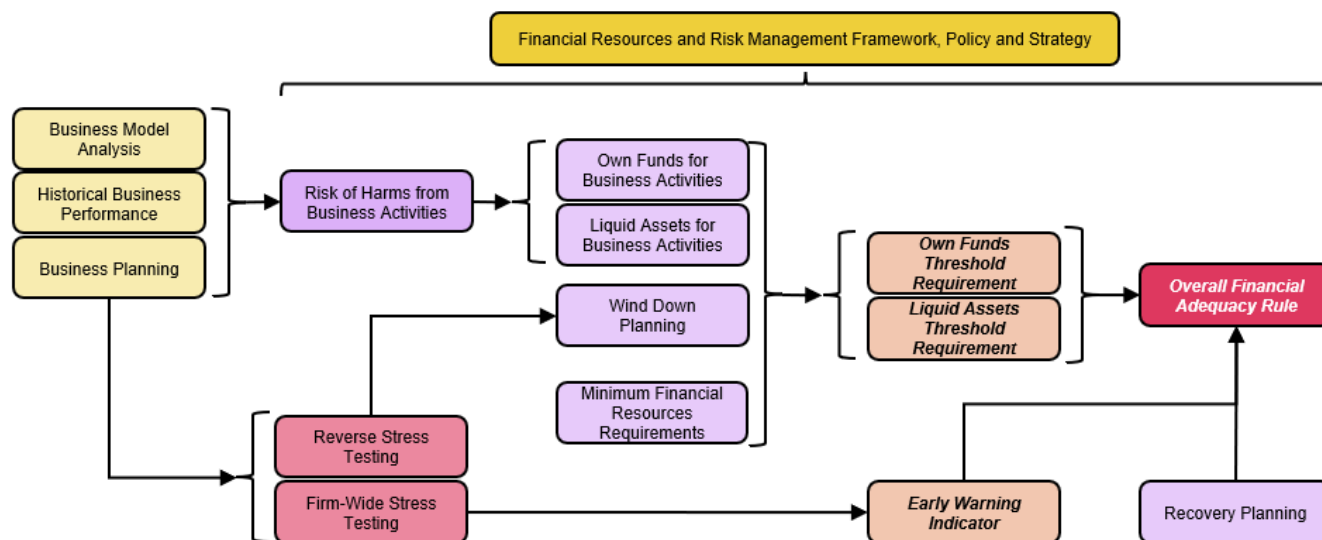 Financial Resources and Risk Management Framework, Policy and Strategy
Business Model
Analysis
Historical Business
Performance
Business Planning
Risk of Harms from
Business Activities
Own Funds for
Business Activities
Liquid Assets for
Business Activities
Wind Down
Planning
Minimum Financial
Resources
Requirements
Own Funds
Threshold
Requirement
Liquid Assets
Threshold
Requirement
Overall Financial
Adequacy Rule
Reverse Stress
Testing
Firm-Wide Stress
Testing
Early Warning
Indicator
Recovery Planning